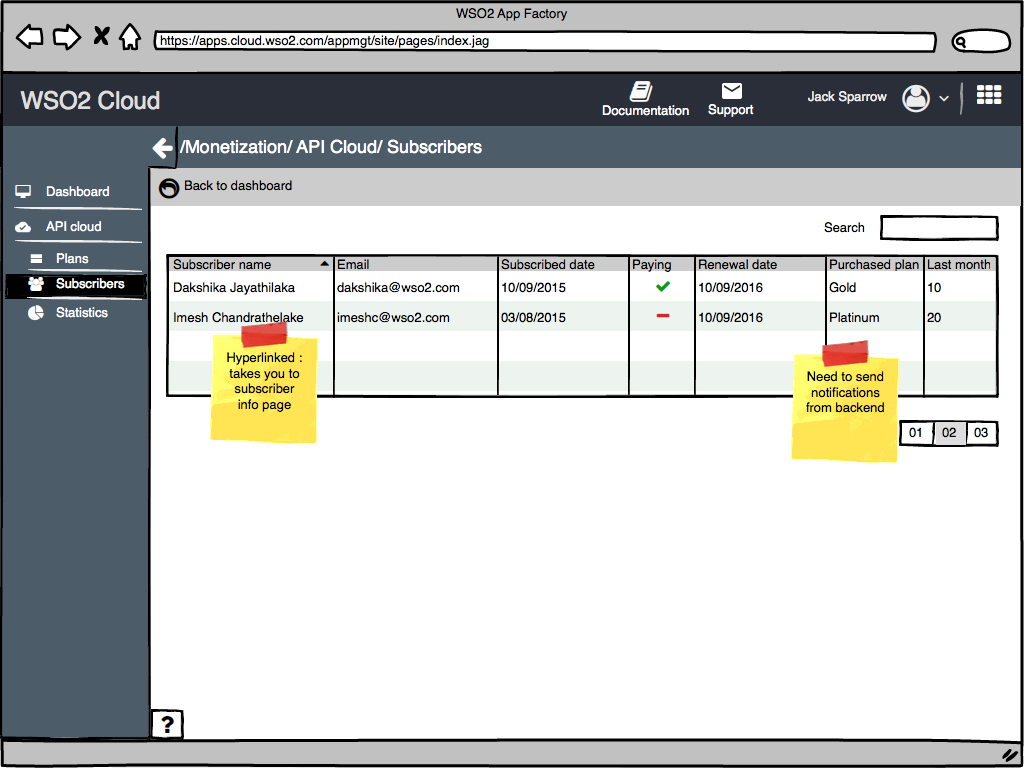 WSO2 App Factory
https://apps.cloud.wso2.com/appmgt/site/pages/index.jag
WSO2 Cloud
Documentation
Support
Jack Sparrow
/Monetization/ API Cloud/ Subscribers
Dashboard
API cloud
Plans
Subscribers
Statistics
Back to dashboard
Search
Subscriber name Email Subscribed date Paying Renewal date Purchased plan Last month
Dakshika Jayathilaka dakshika@wso2.com 10/09/2015 10/09/2016 Gold 10
Imesh Chandrathelake imeshc@wso2.com 03/08/2015 10/09/2016 Platinum 20
Hyperlinked :
takes you to
subscriber
info page
Need to send
notifications
from backend
01 02 03
?